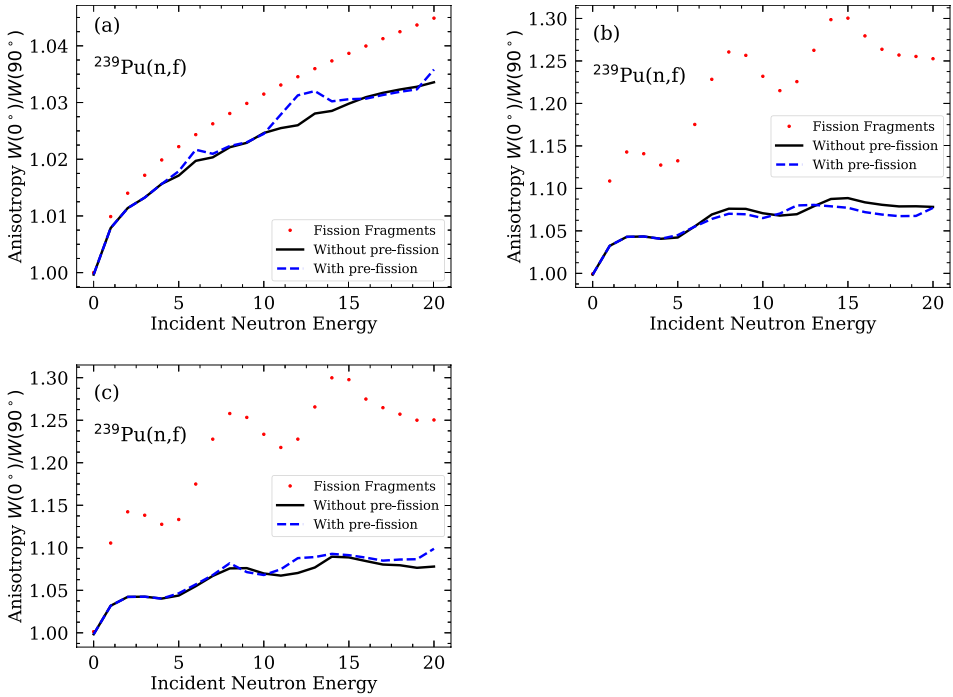 (a)
²³⁹Pu(n,f)
Anisotropy W(0°)/W(90°)
1.04
1.03
1.02
1.01
1.00
Fission Fragments
Without pre-fission
With pre-fission
0 5 10 15 20
Incident Neutron Energy
(b)
²³⁹Pu(n,f)
Anisotropy W(0°)/W(90°)
1.30
1.25
1.20
1.15
1.10
1.05
1.00
Fission Fragments
Without pre-fission
With pre-fission
0 5 10 15 20
Incident Neutron Energy
(c)
²³⁹Pu(n,f)
Anisotropy W(0°)/W(90°)
1.30
1.25
1.20
1.15
1.10
1.05
1.00
Fission Fragments
Without pre-fission
With pre-fission
0 5 10 15 20
Incident Neutron Energy